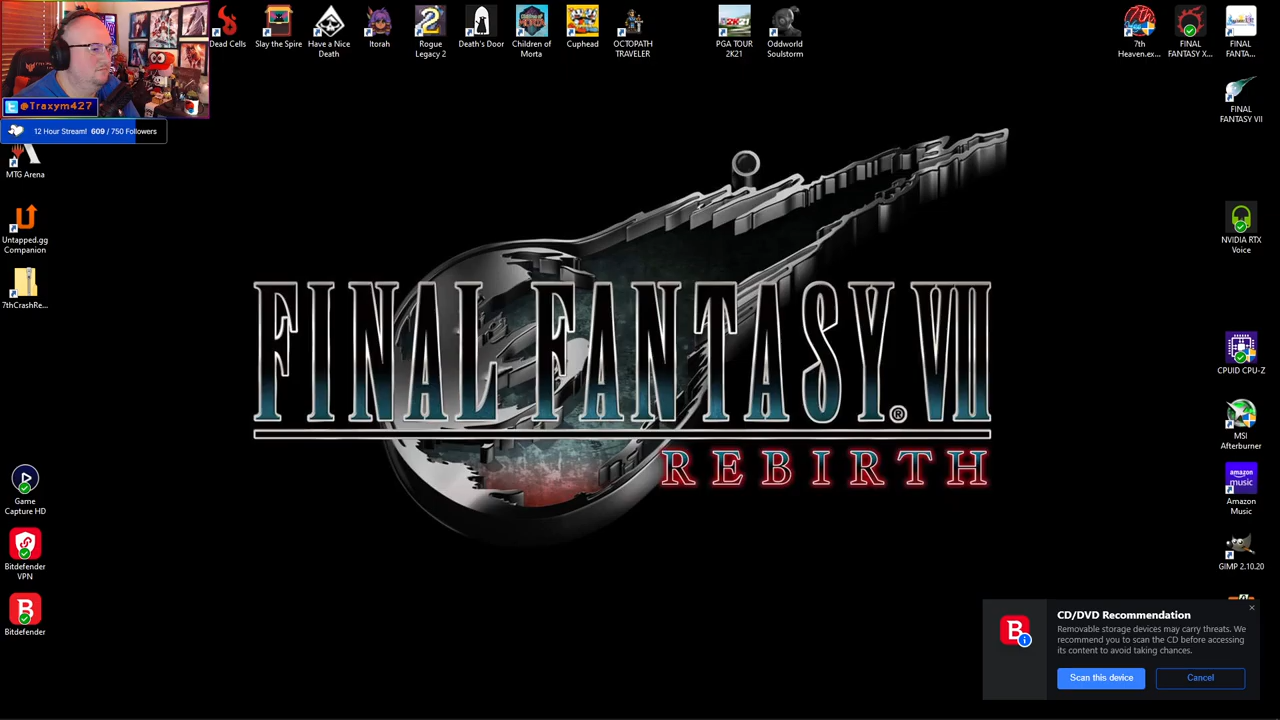 @Traxym427
12 Hour Stream! 609 / 750 Followers
Dead Cells
Slay the Spire
Have a Nice
Death
Itorah
Rogue
Legacy 2
Death's Door
Children of
Morta
Cuphead
OCTOPATH
TRAVELER
PGA TOUR
2K21
Oddworld
Soulstorm
7th
Heaven.ex...
FINAL
FANTASY X...
FINAL
FANTA...
FINAL
FANTASY VII
MTG Arena
Untapped.gg
Companion
7thCrashRe...
NVIDIA RTX
Voice
CPUID CPU-Z
MSI
Afterburner
amazon
music
Amazon
Music
GIMP 2.10.20
FINAL FANTASY VII®
REBIRTH
Game
Capture HD
Bitdefender
VPN
B
Bitdefender
B
CD/DVD Recommendation
Removable storage devices may carry threats. We
recommend you to scan the CD before accessing
its content to avoid taking chances.
Scan this device
Cancel